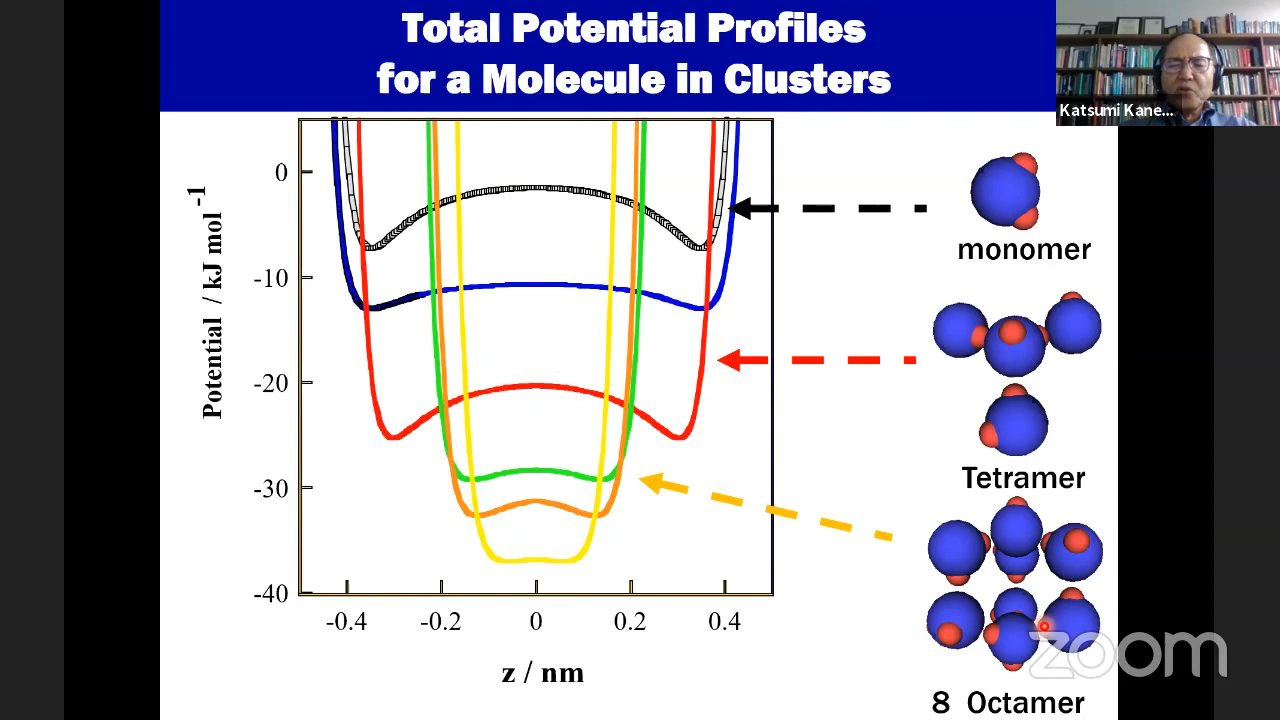 Total Potential Profiles
for a Molecule in Clusters
Katsumi Kane...
Potential / kJ mol-1
0
-10
-20
-30
-40
-0.4
-0.2
0
0.2
0.4
z / nm
monomer
Tetramer
8 Octamer
zoom